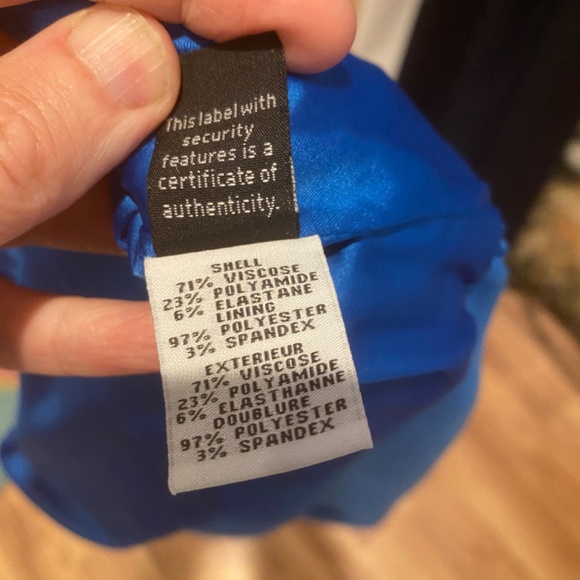 This label with
security
features is a
certificate of
authenticity.
SHELL
71% VISCOSE
23% POLYAMIDE
6% ELASTANE
LINING
97% POLYESTER
3% SPANDEX
EXTERIEUR
71% VISCOSE
23% POLYAMIDE
6% ELASTHANNE
DOUBLURE
97% POLYESTER
3% SPANDEX